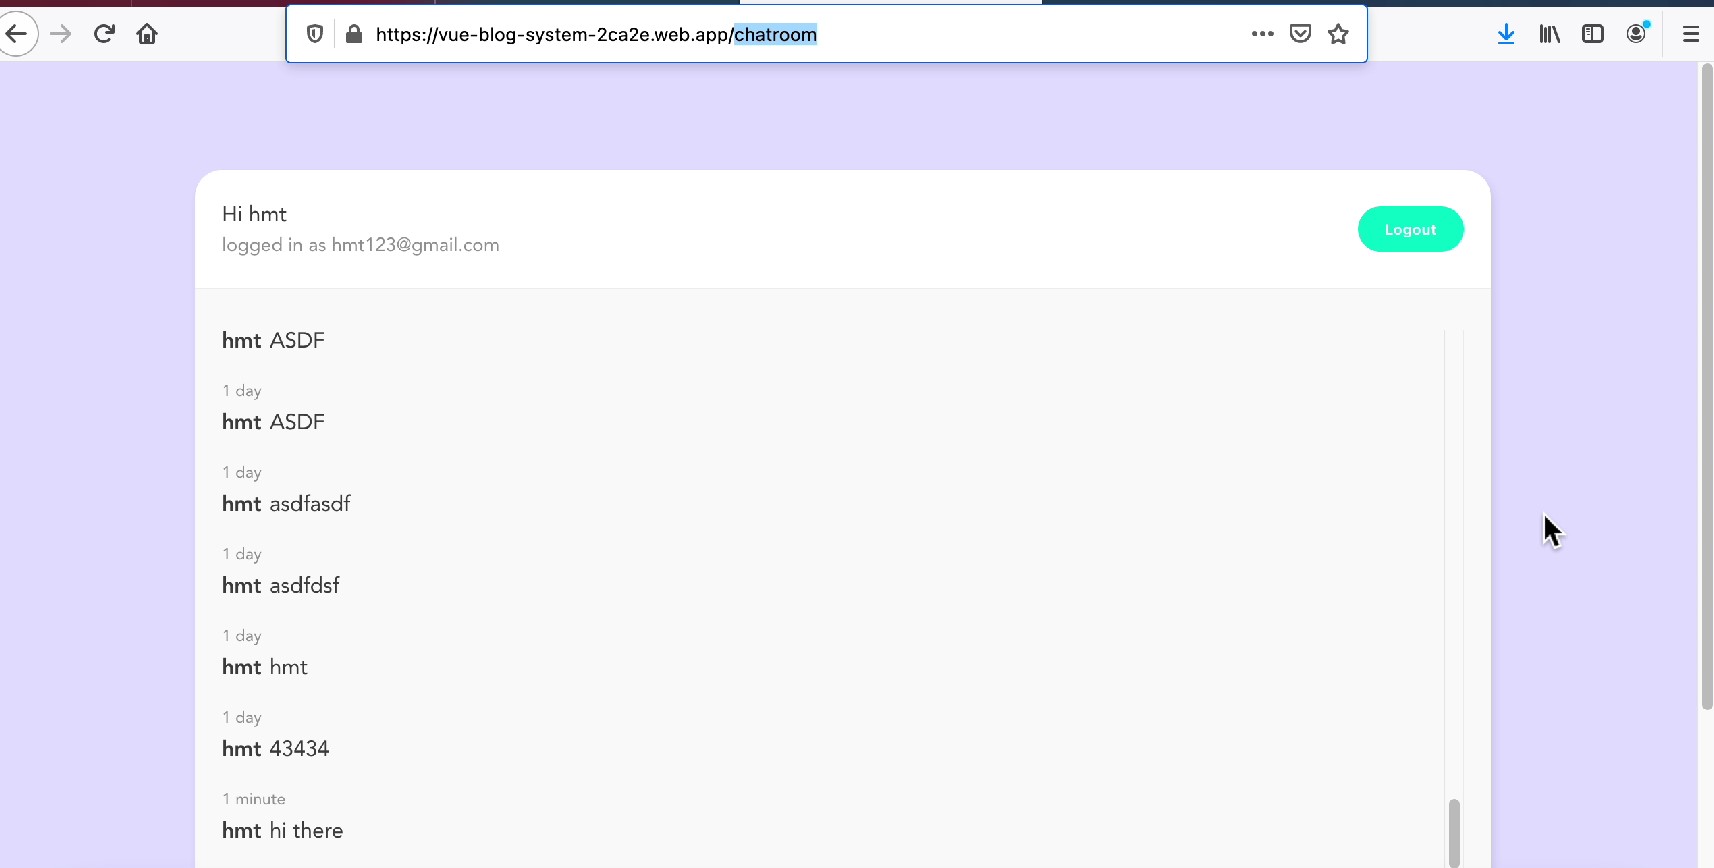 https://vue-blog-system-2ca2e.web.app/chatroom
Hi hmt
logged in as hmt123@gmail.com
Logout
hmt ASDF
1 day
hmt ASDF
1 day
hmt asdfasdf
1 day
hmt asdfdsf
1 day
hmt hmt
1 day
hmt 43434
1 minute
hmt hi there